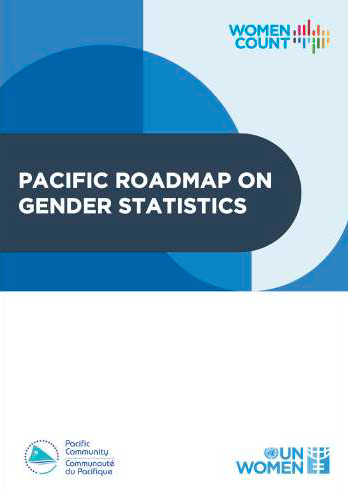 WOMEN
COUNT
PACIFIC ROADMAP ON
GENDER STATISTICS
Pacific
Community
Communauté
du Pacifique
UN
WOMEN